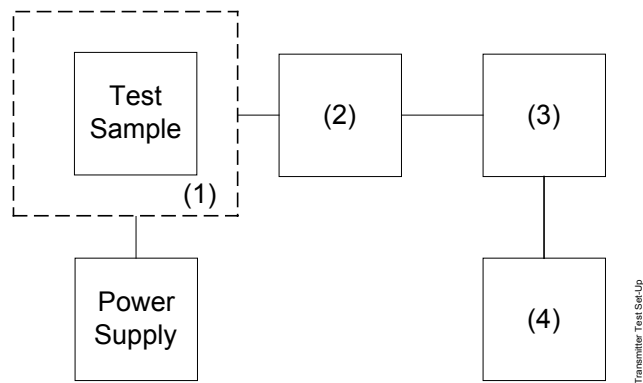 Test
Sample
(1)
(2)
(3)
Power
Supply
(4)
Transmitter Test Set-Up